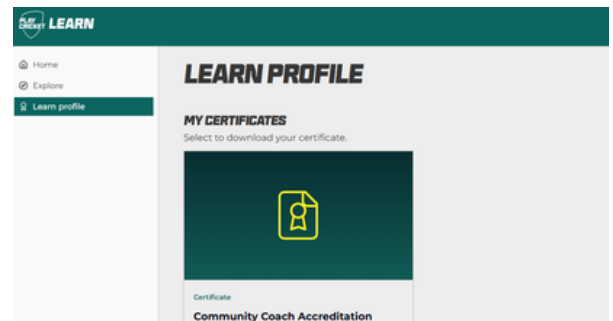 PLAY CRICKET LEARN
Home
Explore
Learn profile
LEARN PROFILE
MY CERTIFICATES
Select to download your certificate.
Certificate
Community Coach Accreditation